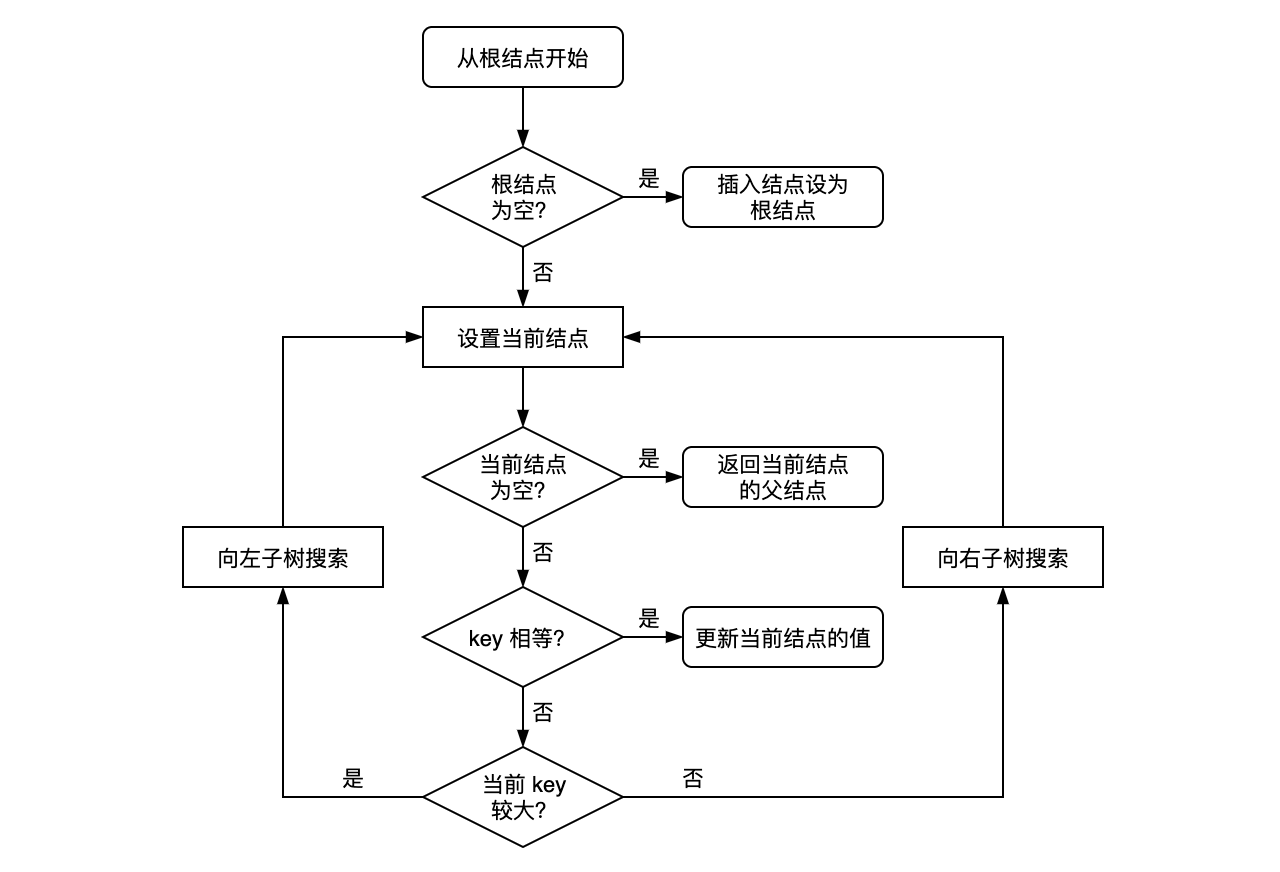 从根结点开始
根结点
为空?
是
插入结点设为
根结点
否
设置当前结点
当前结点
为空?
是
返回当前结点
的父结点
否
向左子树搜索
向右子树搜索
key 相等?
是
更新当前结点的值
否
是
当前 key
较大?
否